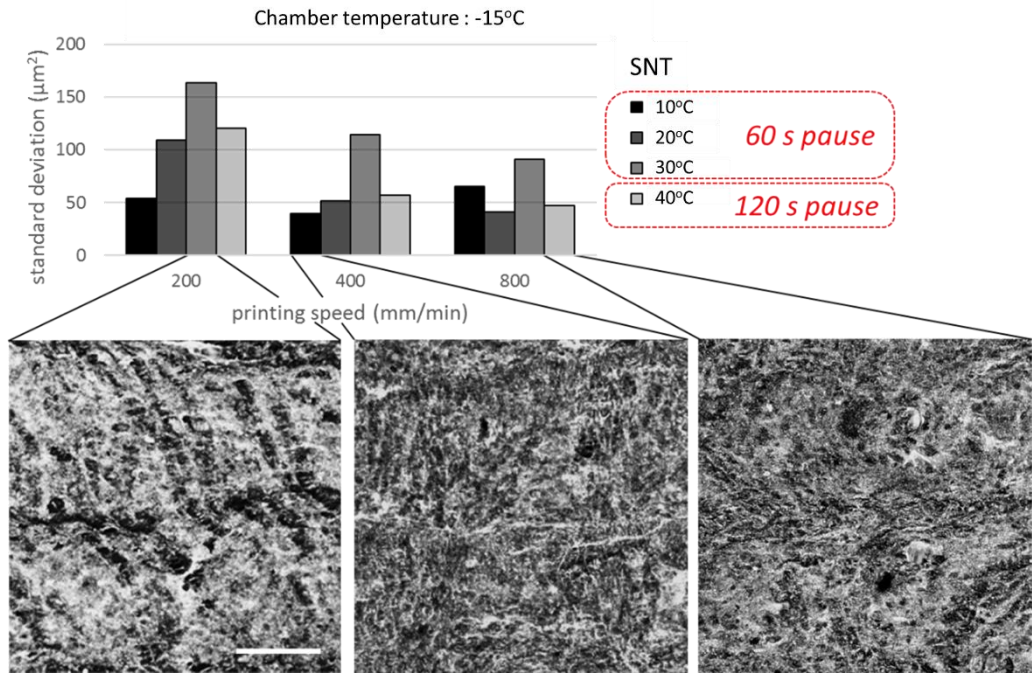 Chamber temperature : -15°C
standard deviation (µm²)
200
150
100
50
0
200
400
800
printing speed (mm/min)
SNT
10°C
20°C
30°C
40°C
60 s pause
120 s pause